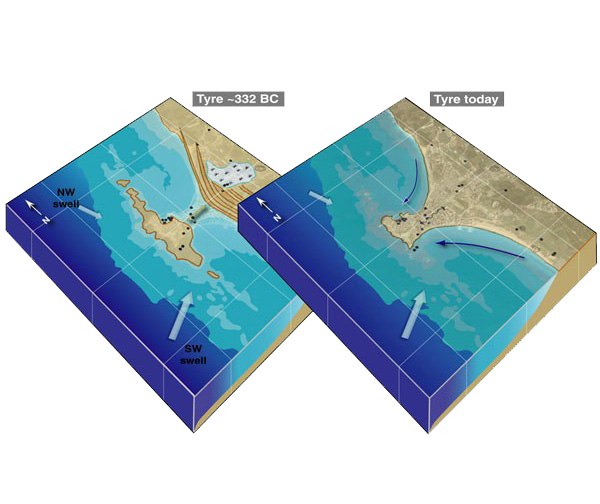 Tyre ~332 BC
Tyre today
NW
swell
N
N
SW
swell